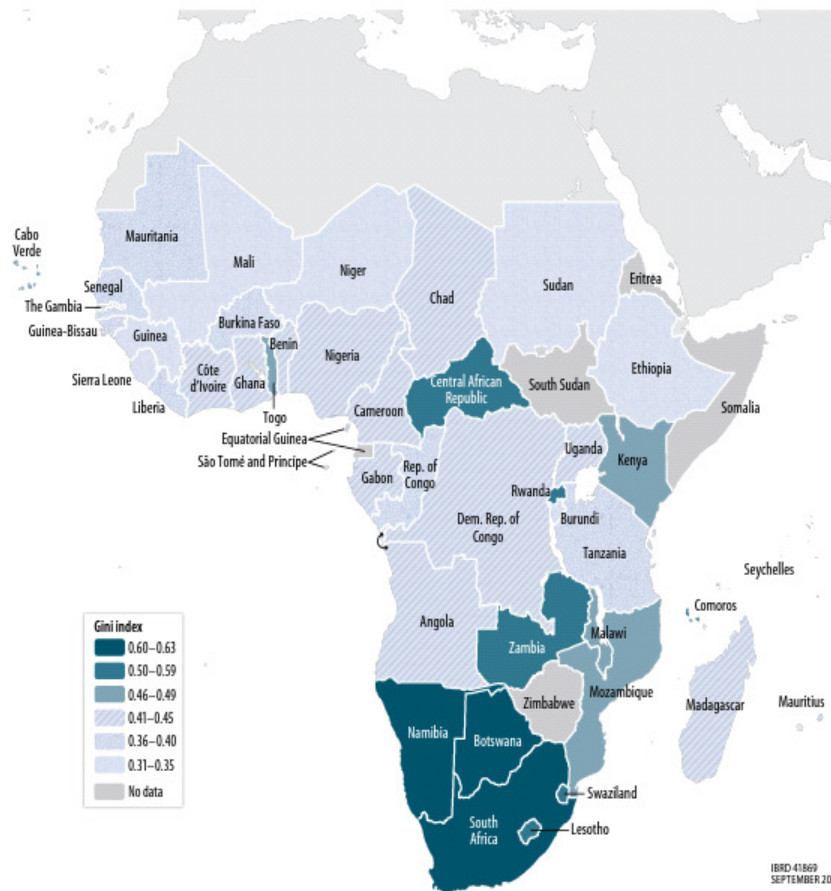 Mauritania
Cabo
Verde
Mali
Niger
Chad
Sudan
Eritrea
Senegal
The Gambia
Guinea-Bissau
Guinea
Burkina Faso
Benin
Nigeria
Ethiopia
Sierra Leone
Côte
d'Ivoire
Ghana
Central African
Republic
South Sudan
Somalia
Liberia
Togo
Cameroon
Equatorial Guinea
São Tomé and Príncipe
Gabon
Rep. of
Congo
Uganda
Kenya
Rwanda
Dem. Rep. of
Congo
Burundi
Tanzania
Seychelles
Comoros
Angola
Zambia
Malawi
Mozambique
Zimbabwe
Madagascar
Mauritius
Namibia
Botswana
Swaziland
South
Africa
Lesotho
Gini index
0.60–0.63
0.50–0.59
0.46–0.49
0.41–0.45
0.36–0.40
0.31–0.35
No data
IBRD 41869
SEPTEMBER 20